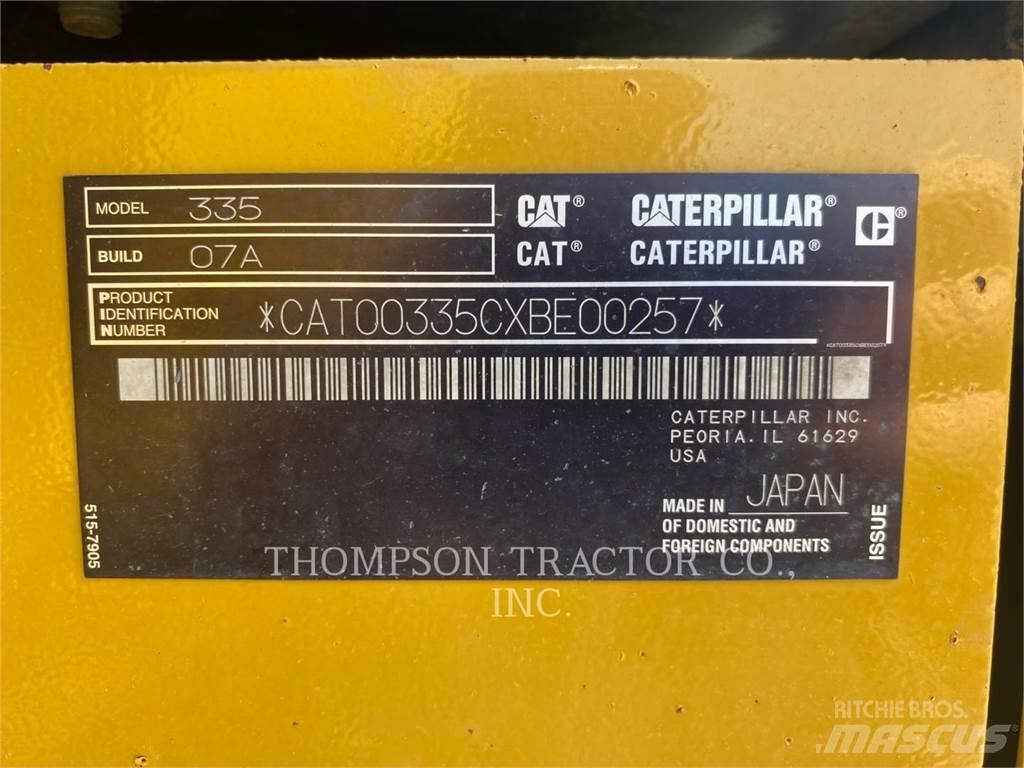 MODEL 335
CAT® CATERPILLAR® C®
BUILD 07A
CAT® CATERPILLAR®
PRODUCT
IDENTIFICATION
NUMBER
*CAT00335CXBE00257*
*CAT00335CXBE00257*
CATERPILLAR INC.
PEORIA. IL 61629
USA
MADE IN JAPAN
OF DOMESTIC AND
FOREIGN COMPONENTS
515-7905
ISSUE
THOMPSON TRACTOR CO.,
INC.
RITCHIE BROS.
MASCUS